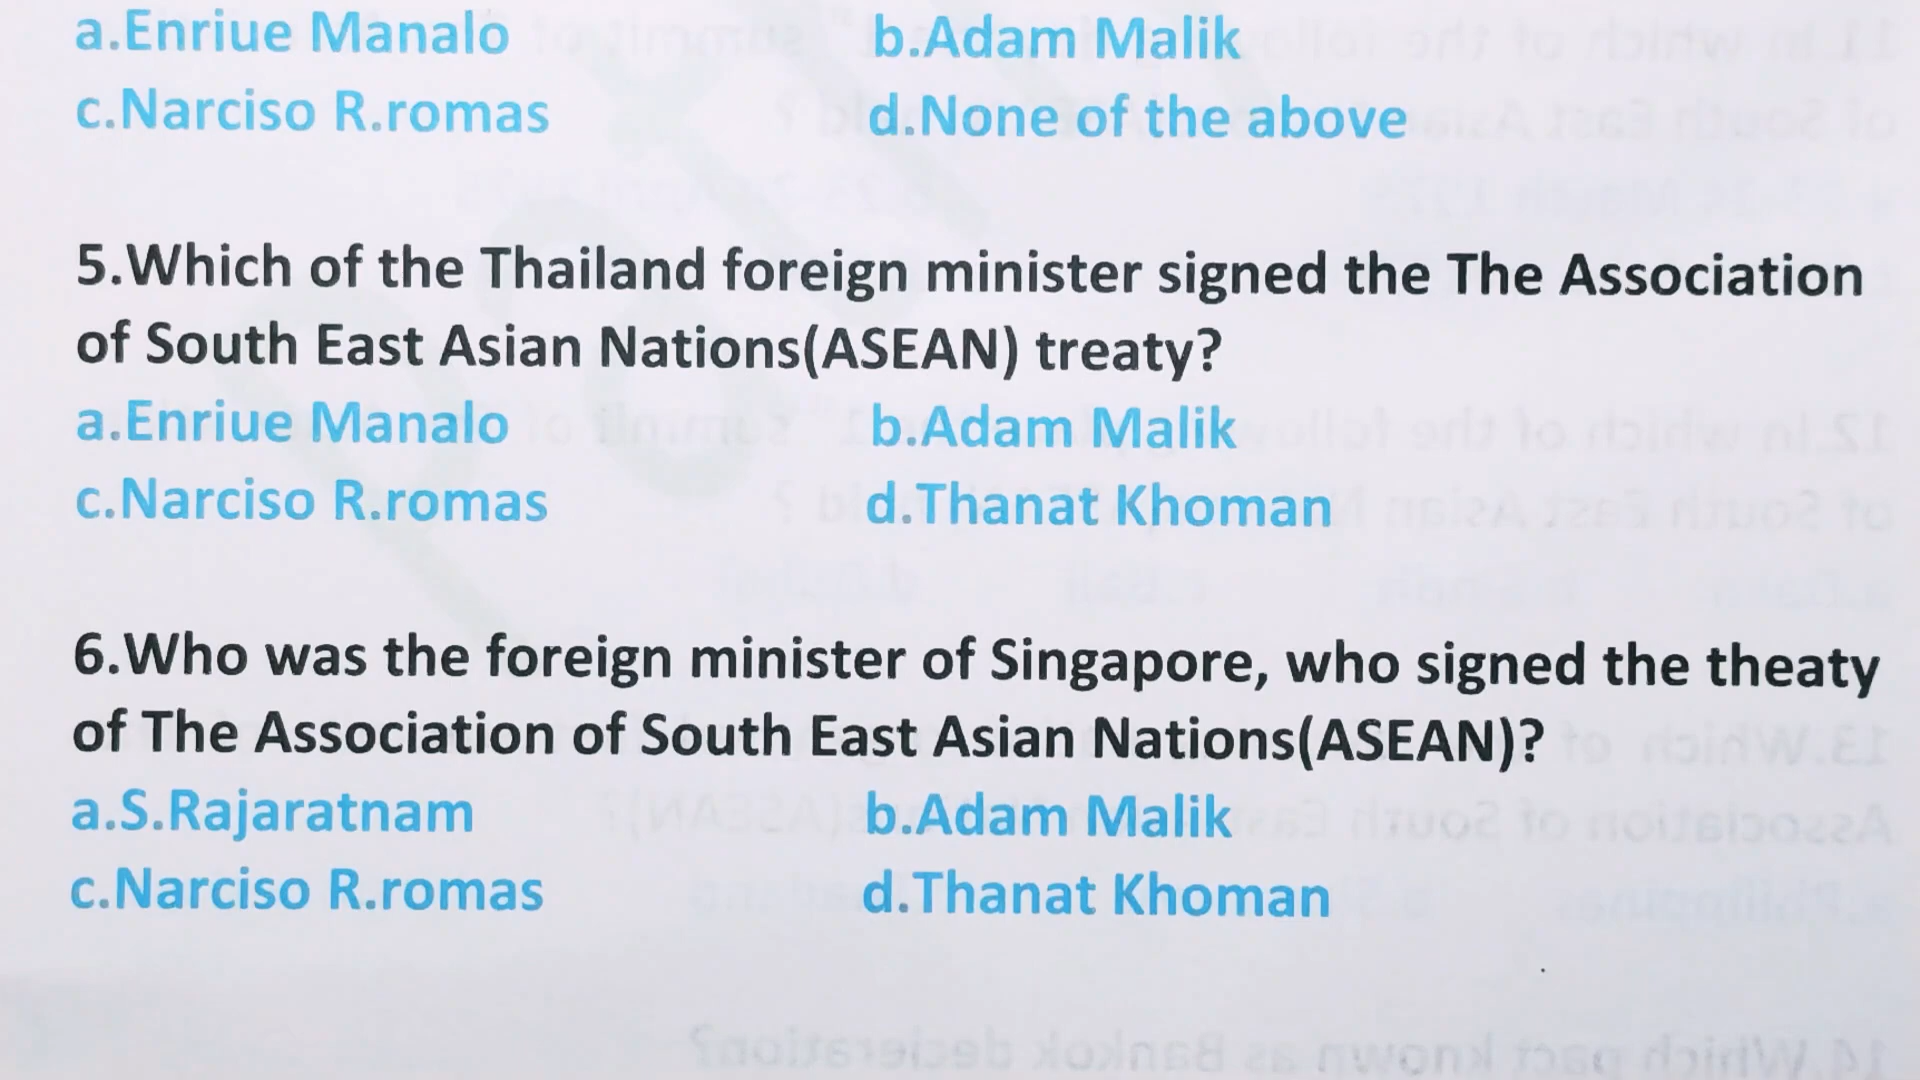 a.Enriue Manalo b.Adam Malik
c.Narciso R.romas d.None of the above
5.Which of the Thailand foreign minister signed the The Association
of South East Asian Nations(ASEAN) treaty?
a.Enriue Manalo b.Adam Malik
c.Narciso R.romas d.Thanat Khoman
6.Who was the foreign minister of Singapore, who signed the theaty
of The Association of South East Asian Nations(ASEAN)?
a.S.Rajaratnam b.Adam Malik
c.Narciso R.romas d.Thanat Khoman